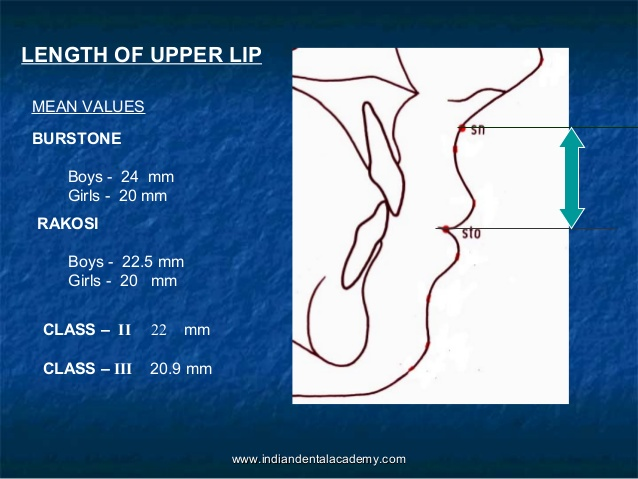 LENGTH OF UPPER LIP
MEAN VALUES
BURSTONE
Boys - 24 mm
Girls - 20 mm
RAKOSI
Boys - 22.5 mm
Girls - 20 mm
CLASS – II 22 mm
CLASS – III 20.9 mm
sn
sto
www.indiandentalacademy.com